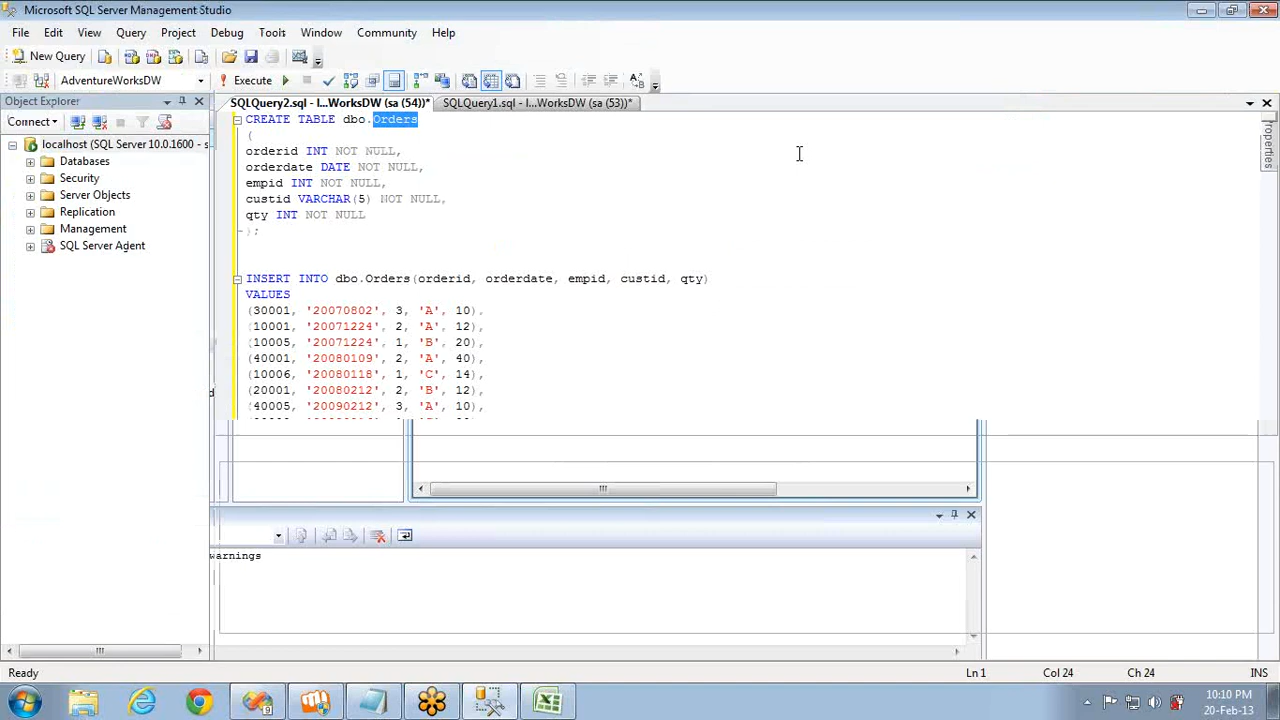 Microsoft SQL Server Management Studio
File Edit View Query Project Debug Tools Window Community Help
New Query
AdventureWorksDW Execute
Object Explorer
SQLQuery2.sql - l...WorksDW (sa (54))* SQLQuery1.sql - l...WorksDW (sa (53))*
Connect
localhost (SQL Server 10.0.1600 - s
Databases
Security
Server Objects
Replication
Management
SQL Server Agent
Properties
CREATE TABLE dbo.Orders
(
orderid INT NOT NULL,
orderdate DATE NOT NULL,
empid INT NOT NULL,
custid VARCHAR(5) NOT NULL,
qty INT NOT NULL
);
INSERT INTO dbo.Orders(orderid, orderdate, empid, custid, qty)
VALUES
(30001, '20070802', 3, 'A', 10),
(10001, '20071224', 2, 'A', 12),
(10005, '20071224', 1, 'B', 20),
(40001, '20080109', 2, 'A', 40),
(10006, '20080118', 1, 'C', 14),
(20001, '20080212', 2, 'B', 12),
(40005, '20090212', 3, 'A', 10),
warnings
Ready Ln 1 Col 24 Ch 24 INS
10:10 PM
20-Feb-13